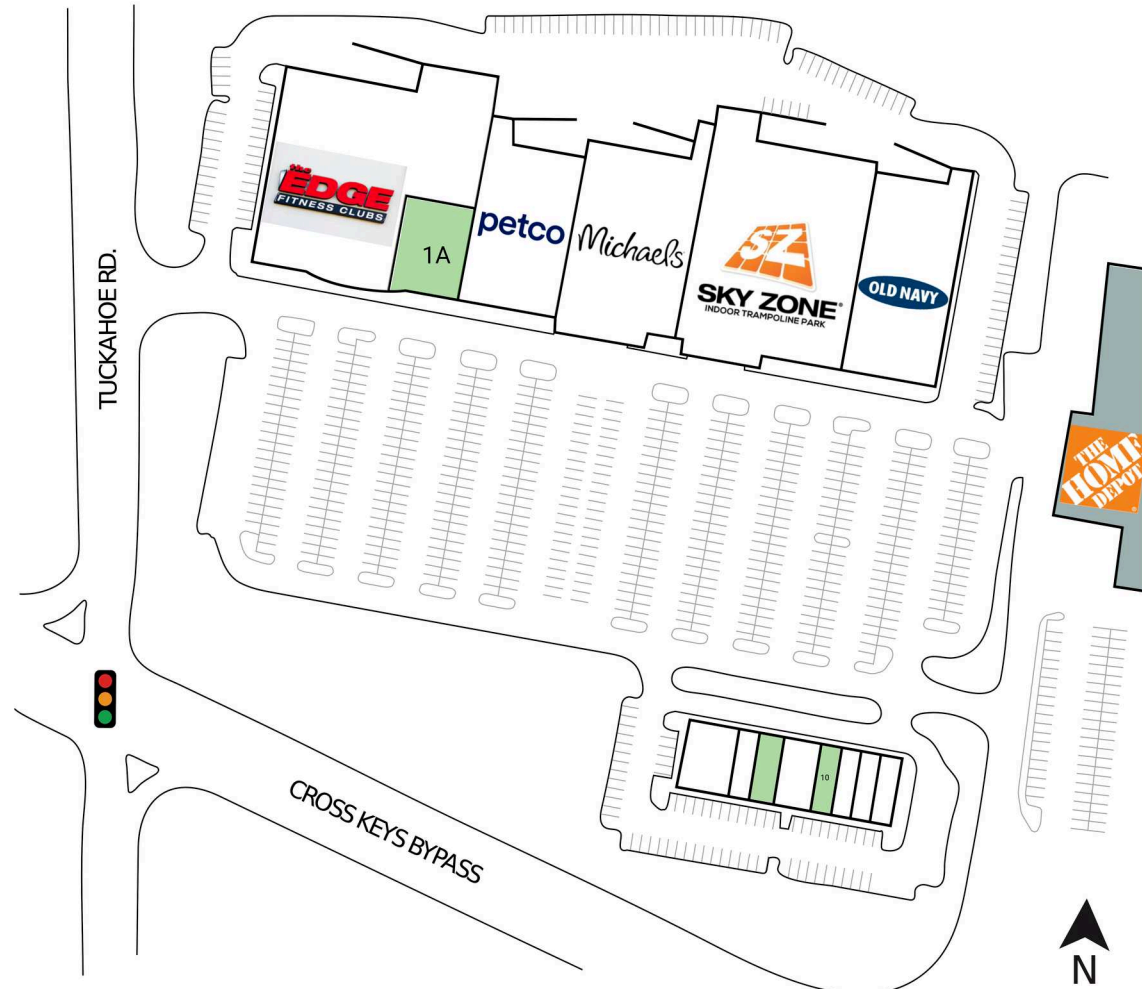 TUCKAHOE RD.
the
EDGE
FITNESS CLUBS
1A
petco
Michaels
SZ
SKY ZONE®
INDOOR TRAMPOLINE PARK
OLD NAVY
THE
HOME
DEPOT
10
CROSS KEYS BYPASS
N